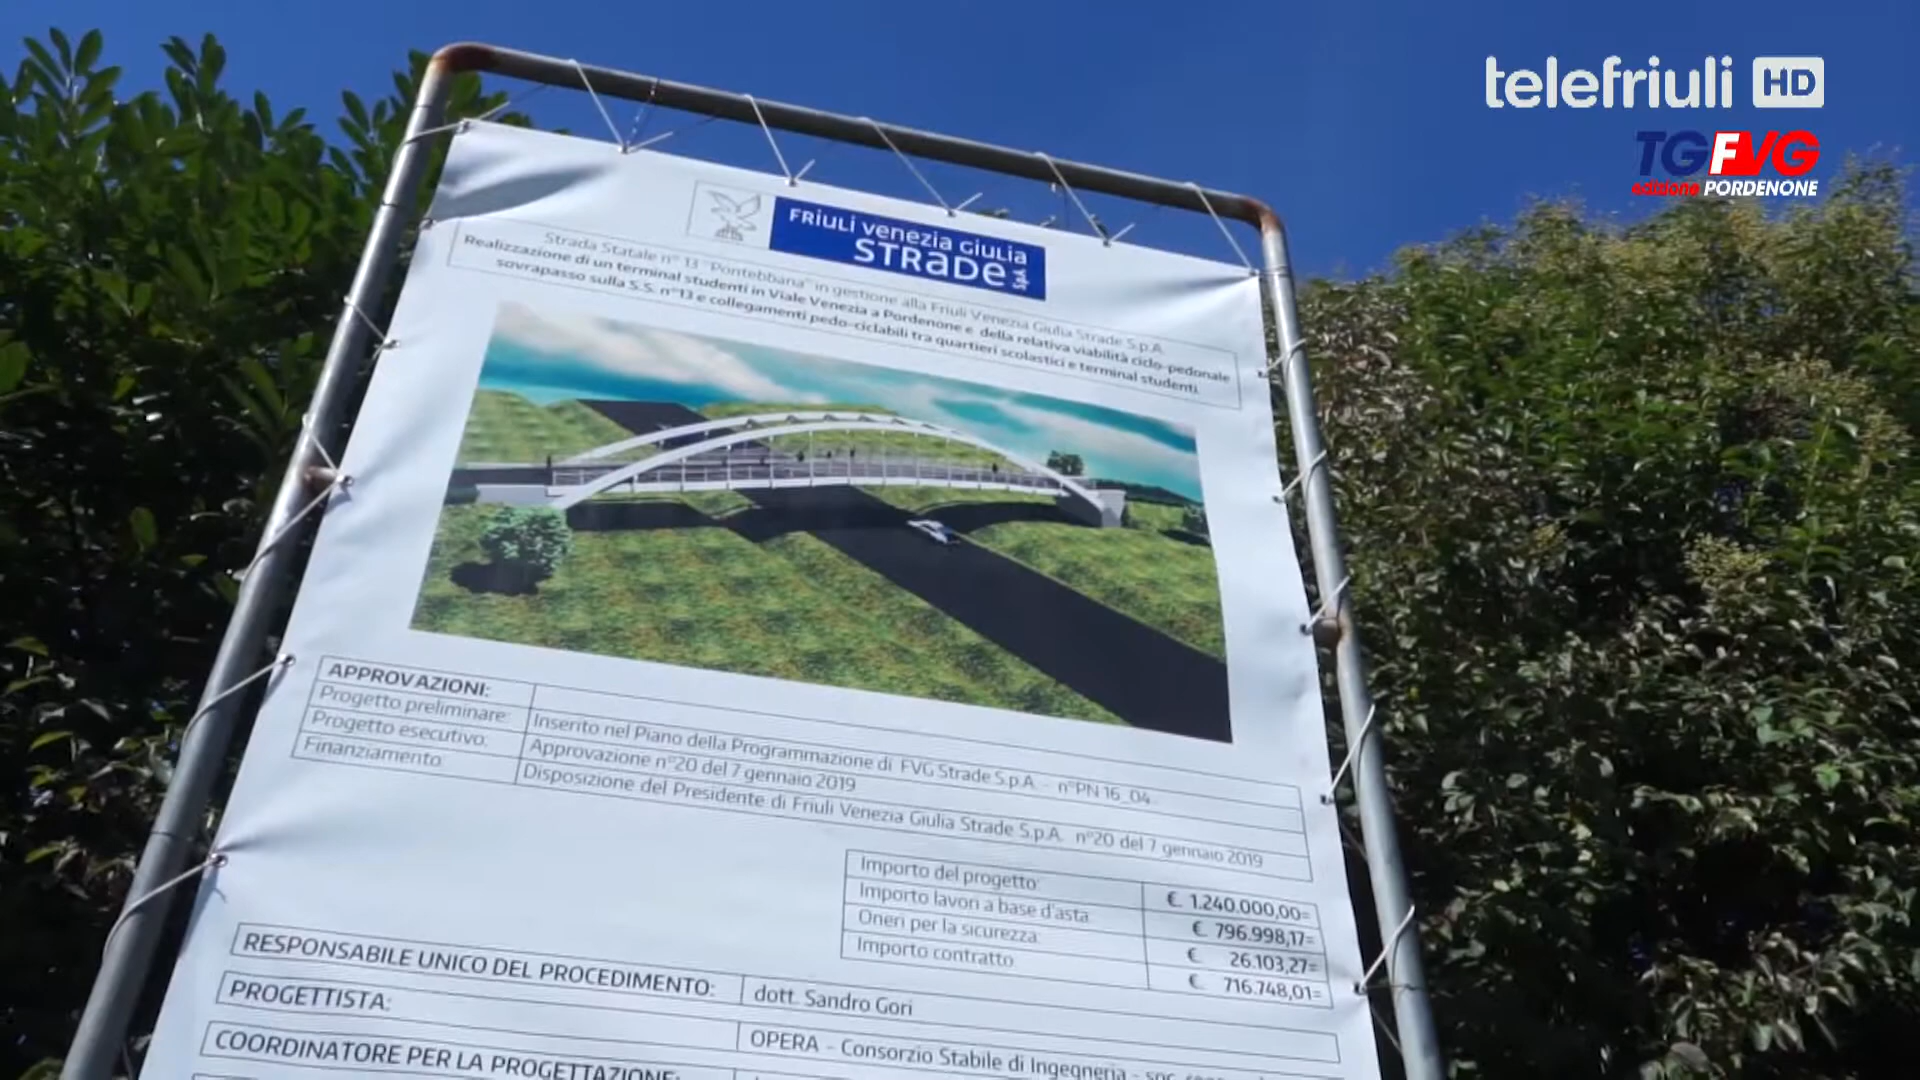 telefriuli HD
TGFVG
edizione PORDENONE
FRIULI VENEZIA GIULIA
STRADE S.p.A.
Strada Statale n° 13 "Pontebbana" in gestione alla Friuli Venezia Giulia Strade S.p.A.
Realizzazione di un terminal studenti in Viale Venezia a Pordenone e della relativa viabilità ciclo-pedonale
sovrapasso sulla S.S. n°13 e collegamenti pedo-ciclabili tra quartieri scolastici e terminal studenti.
APPROVAZIONI:
Progetto preliminare: Inserito nel Piano della Programmazione di FVG Strade S.p.A. - n°PN 16_04
Progetto esecutivo: Approvazione n°20 del 7 gennaio 2019
Finanziamento: Disposizione del Presidente di Friuli Venezia Giulia Strade S.p.A. n°20 del 7 gennaio 2019
Importo del progetto: €. 1.240.000,00=
Importo lavori a base d'asta: €. 796.998,17=
Oneri per la sicurezza: € 26.103,27=
Importo contratto: €. 716.748,01=
RESPONSABILE UNICO DEL PROCEDIMENTO: dott. Sandro Gori
PROGETTISTA: OPERA - Consorzio Stabile di Ingegneria - soc.
COORDINATORE PER LA PROGETTAZIONE: